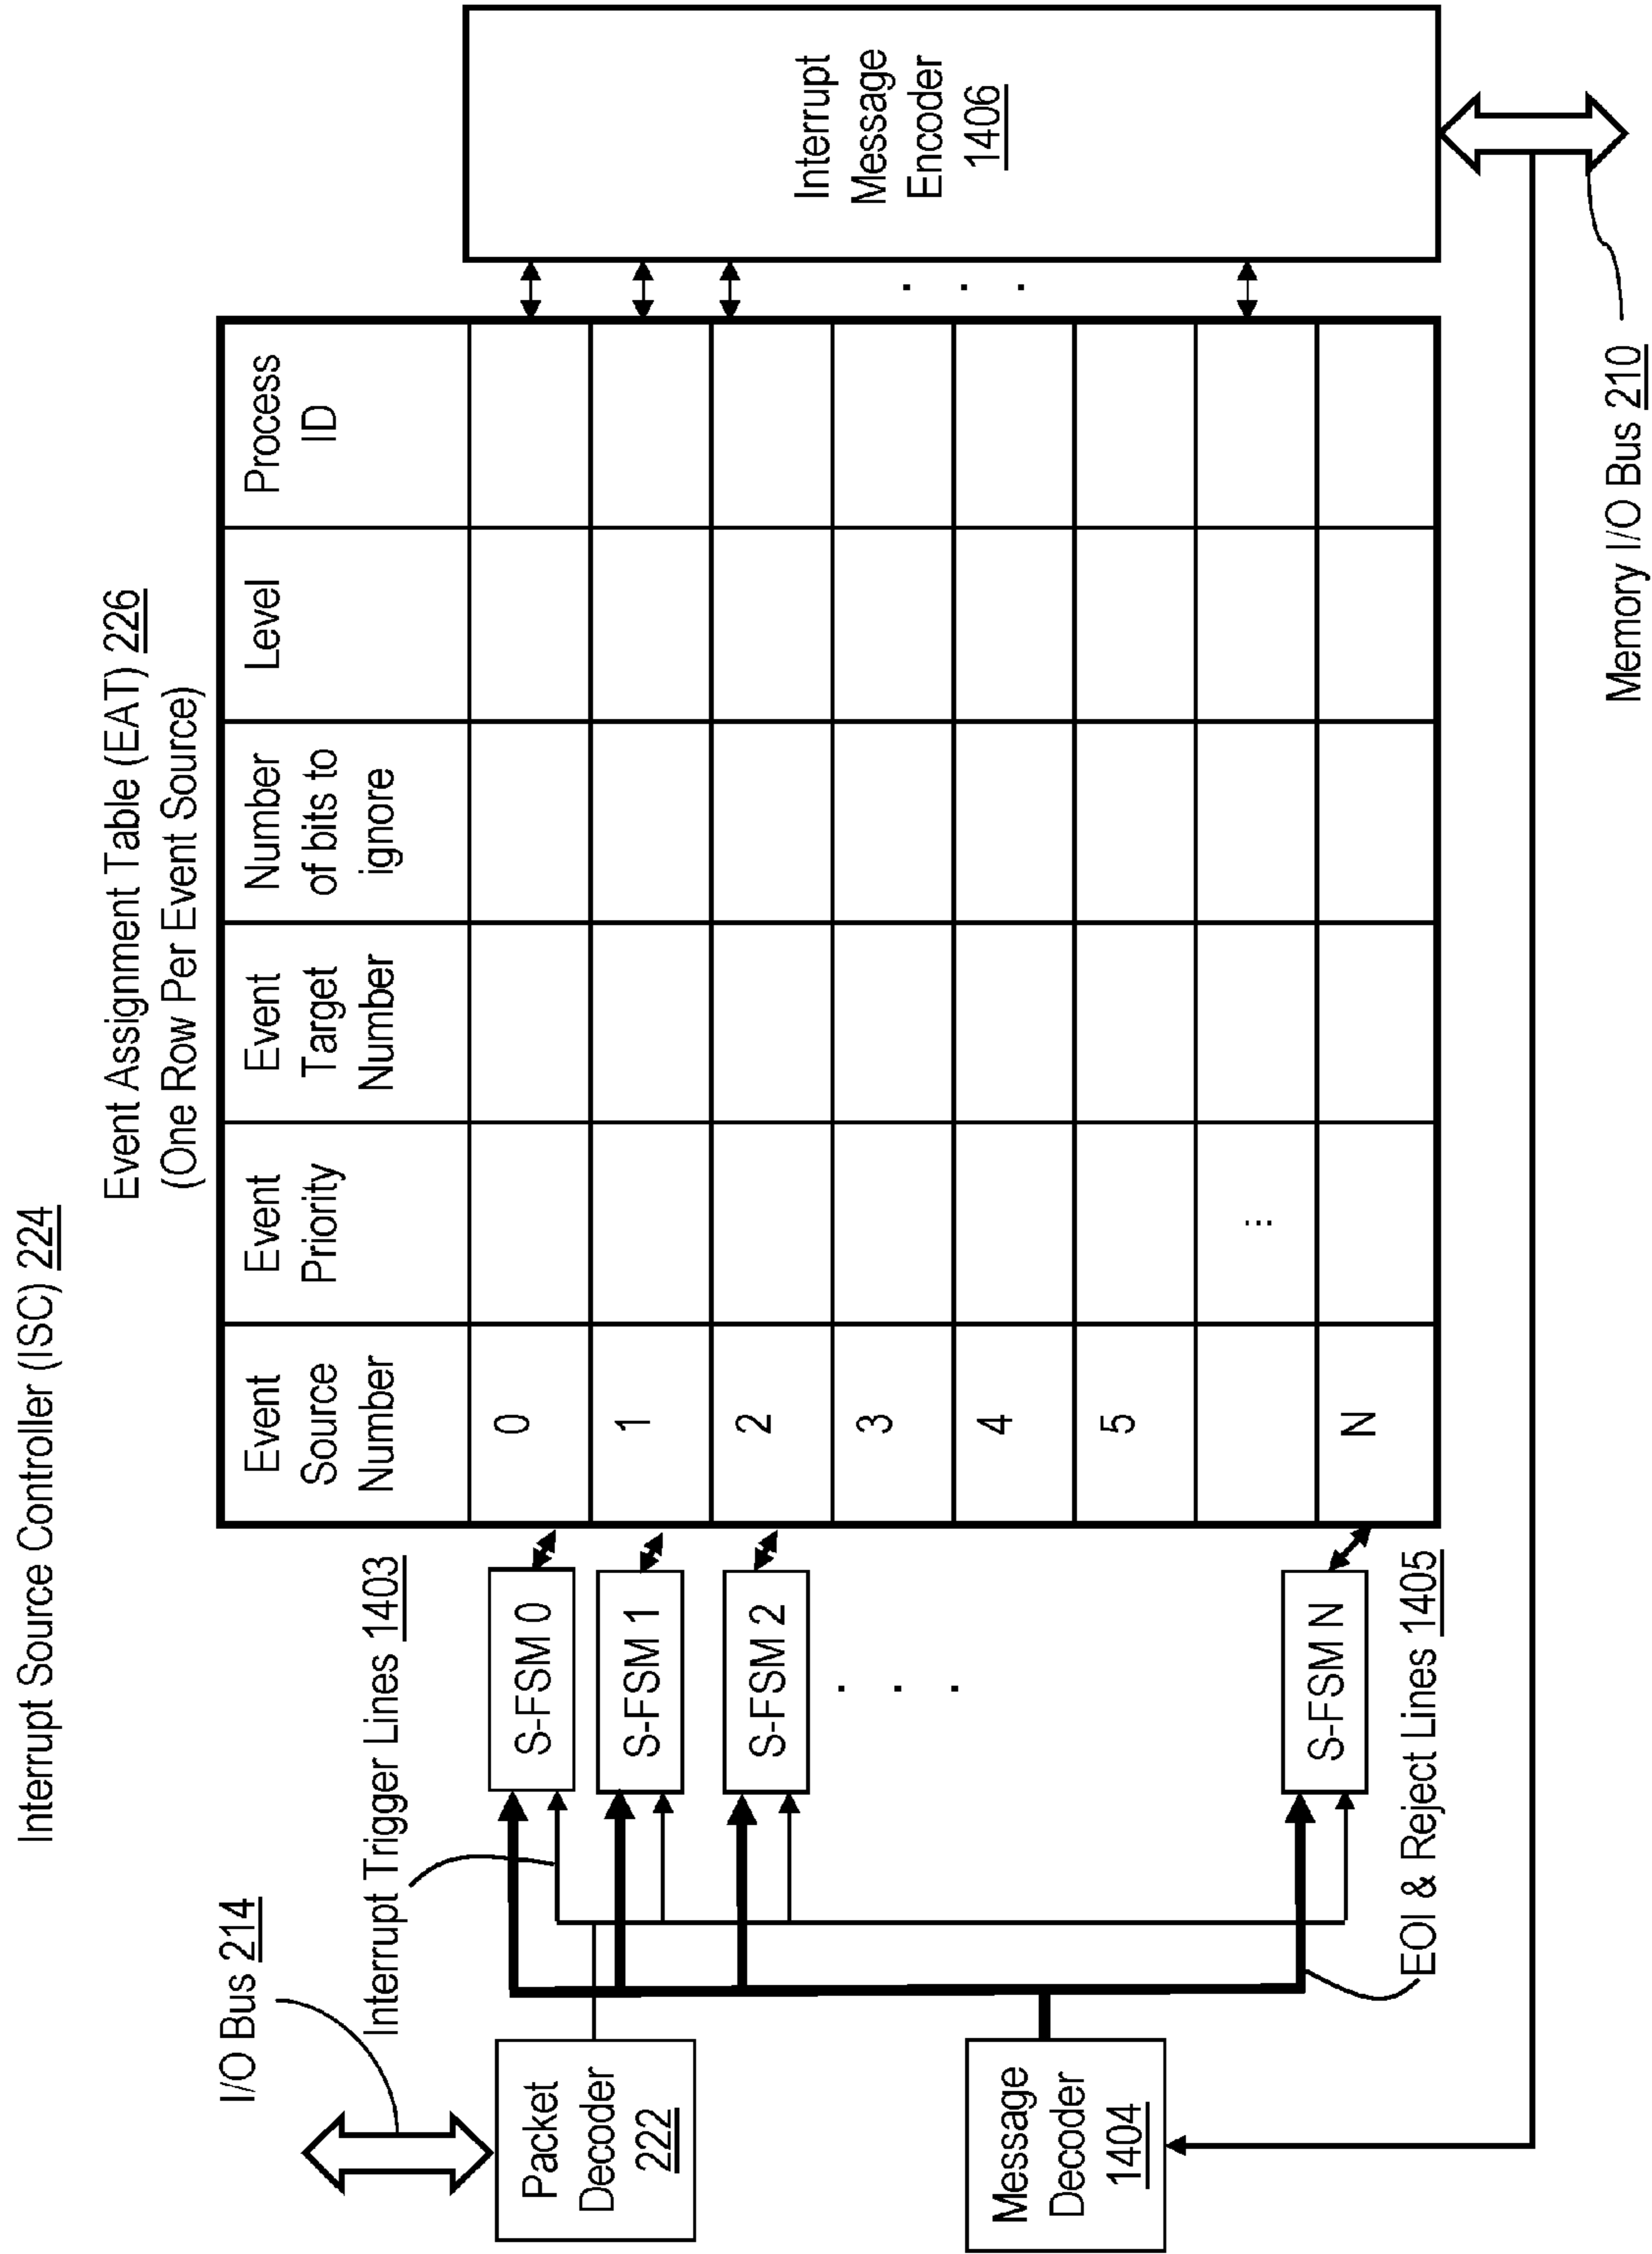 Interrupt Source Controller (ISC) 224
Event Assignment Table (EAT) 226
(One Row Per Event Source)
I/O Bus 214
Interrupt Trigger Lines 1403
Event
Source
Number
Event
Priority
Event
Target
Number
Number
of bits to
ignore
Level
Process
ID
0
1
2
3
4
5
...
N
Packet
Decoder
222
S-FSM 0
S-FSM 1
S-FSM 2
. . .
S-FSM N
Message
Decoder
1404
EOI & Reject Lines 1405
. . .
Interrupt
Message
Encoder
1406
Memory I/O Bus 210